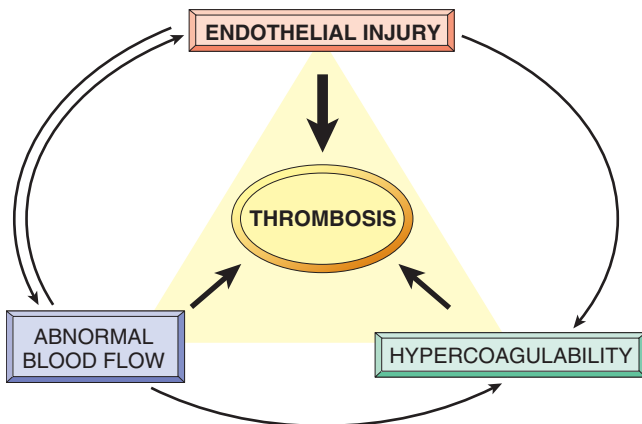 ENDOTHELIAL INJURY
THROMBOSIS
ABNORMAL
BLOOD FLOW
HYPERCOAGULABILITY